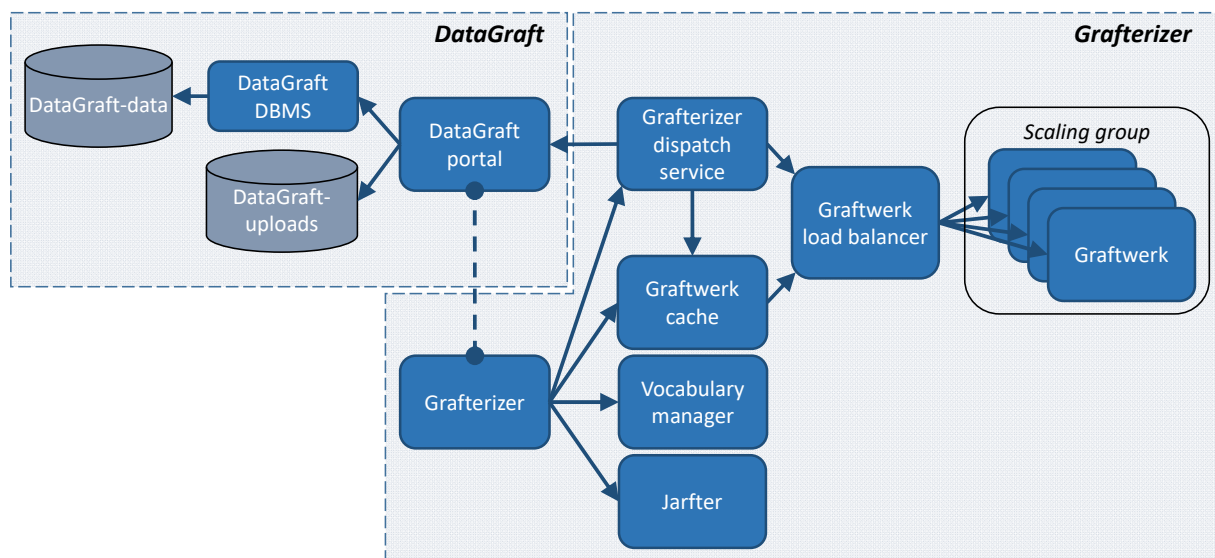 DataGraft
Grafterizer
DataGraft-data
DataGraft
DBMS
DataGraft-
uploads
DataGraft
portal
Grafterizer
dispatch
service
Graftwerk
load balancer
Scaling group
Graftwerk
Graftwerk
cache
Grafterizer
Vocabulary
manager
Jarfter